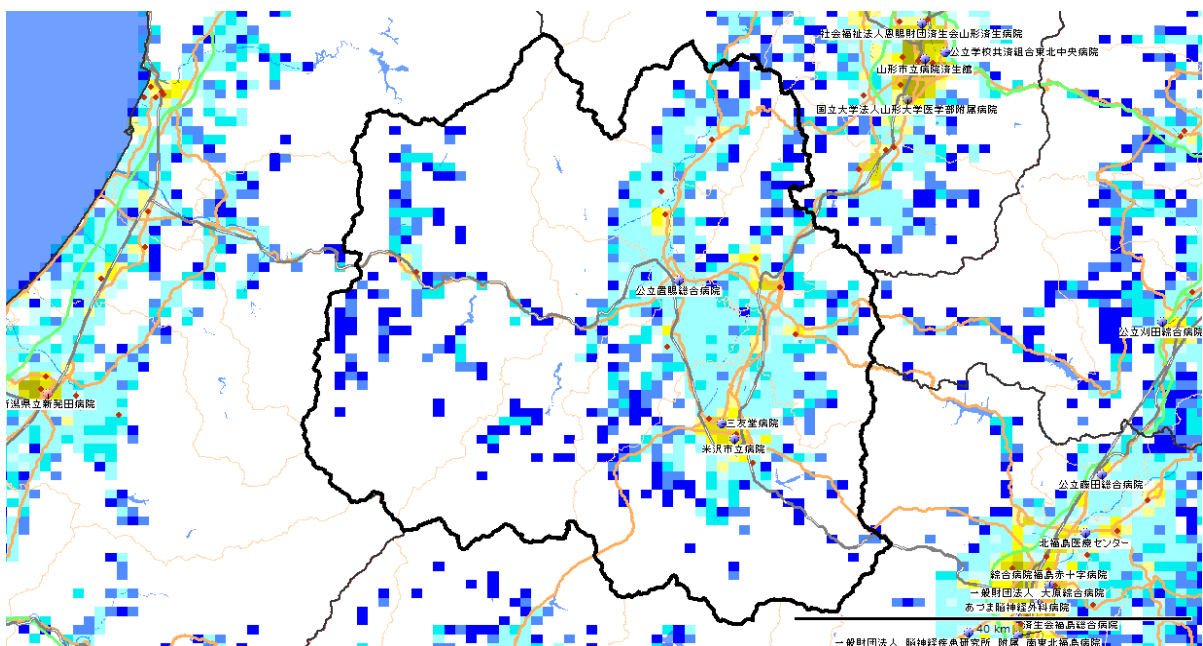 社会福祉法人恩賜財団済生会山形済生病院
公立学校共済組合東北中央病院
山形市立病院済生館
国立大学法人山形大学医学部附属病院
公立置賜総合病院
公立刈田綜合病院
新潟県立新発田病院
三友堂病院
米沢市立病院
公立藤田総合病院
北福島医療センター
綜合病院福島赤十字病院
一般財団法人 大原綜合病院
あづま脳神経外科病院
40 km
済生会福島総合病院
一般財団法人 脳神経疾患研究所 附属 南東北福島病院